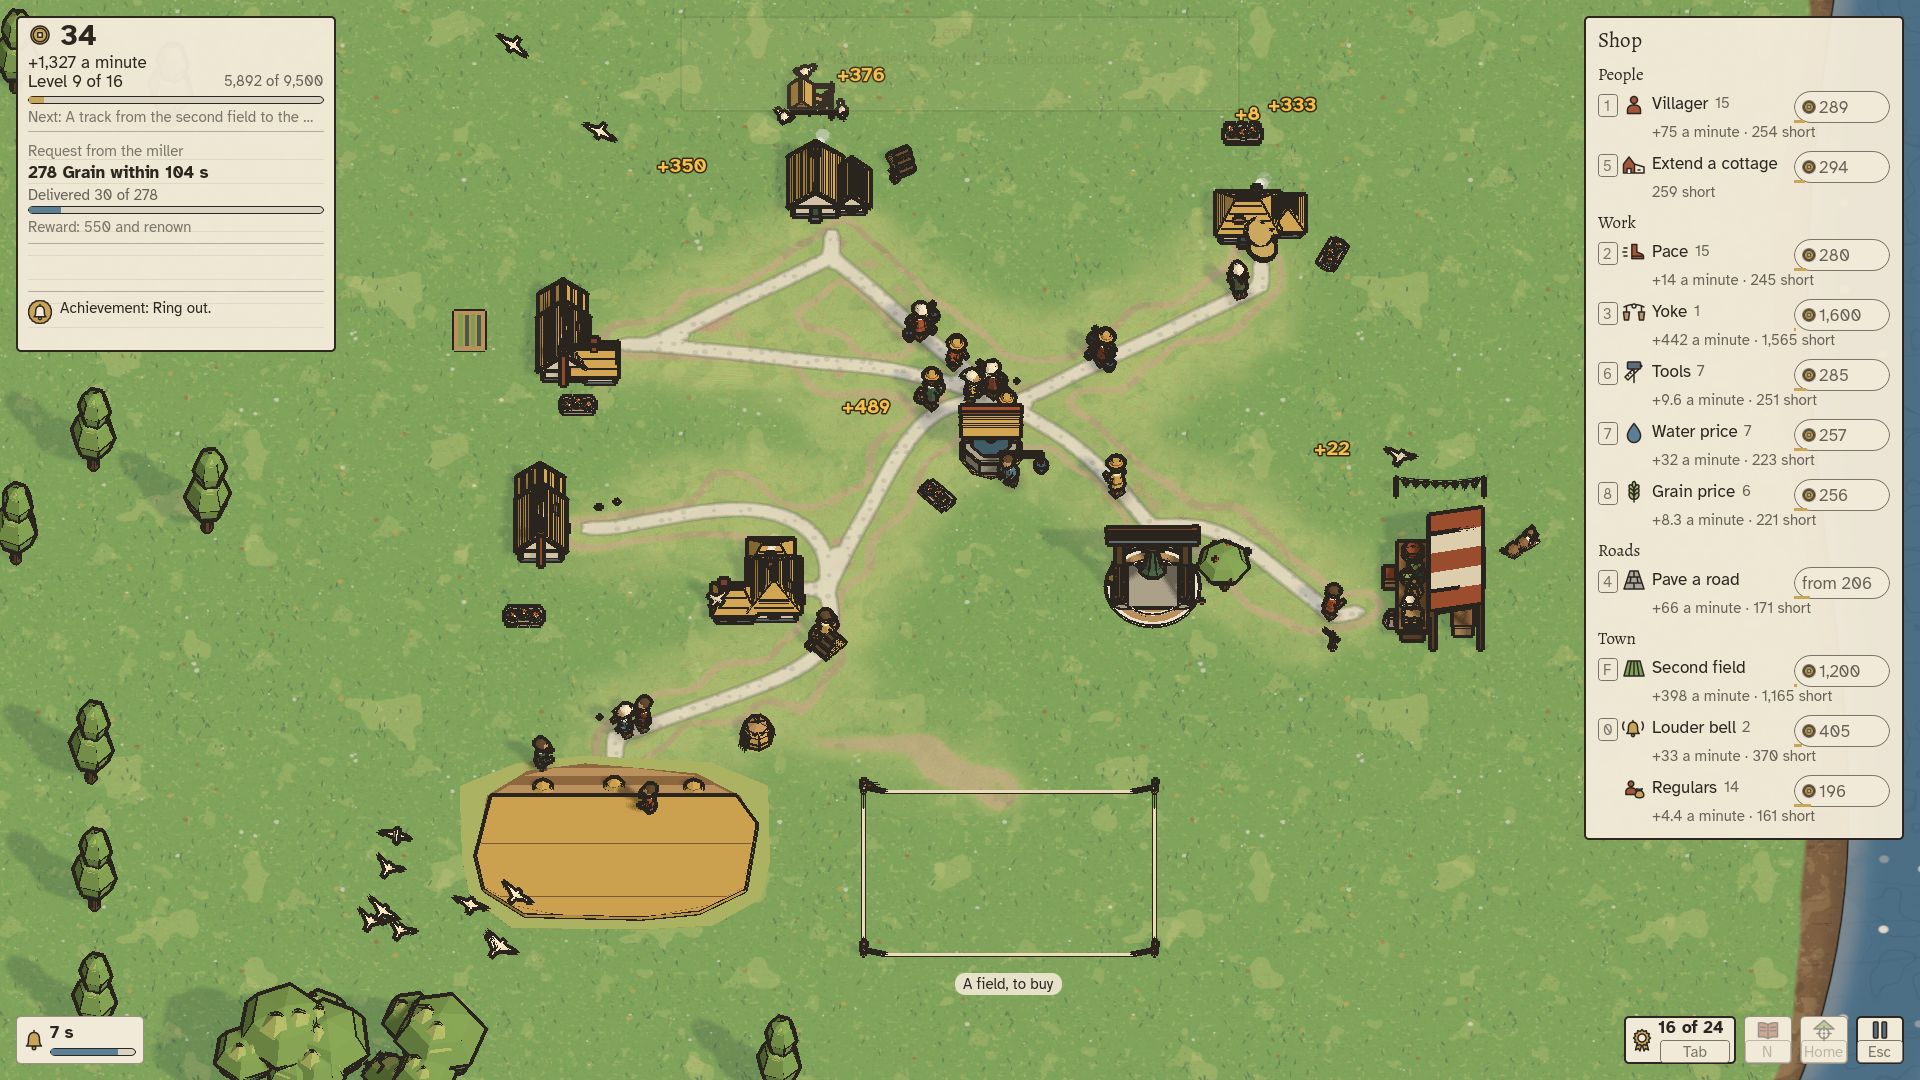 34
+1,327 a minute
Level 9 of 16 5,892 of 9,500
Next: A track from the second field to the ...
Request from the miller
278 Grain within 104 s
Delivered 30 of 278
Reward: 550 and renown
Achievement: Ring out.
+376
+8 +333
+350
+489
+22
A field, to buy
7 s
Shop
People
1 Villager 15 289
+75 a minute · 254 short
5 Extend a cottage 294
259 short
Work
2 Pace 15 280
+14 a minute · 245 short
3 Yoke 1 1,600
+442 a minute · 1,565 short
6 Tools 7 285
+9.6 a minute · 251 short
7 Water price 7 257
+32 a minute · 223 short
8 Grain price 6 256
+8.3 a minute · 221 short
Roads
4 Pave a road from 206
+66 a minute · 171 short
Town
F Second field 1,200
+398 a minute · 1,165 short
0 Louder bell 2 405
+33 a minute · 370 short
Regulars 14 196
+4.4 a minute · 161 short
16 of 24
Tab N Home Esc